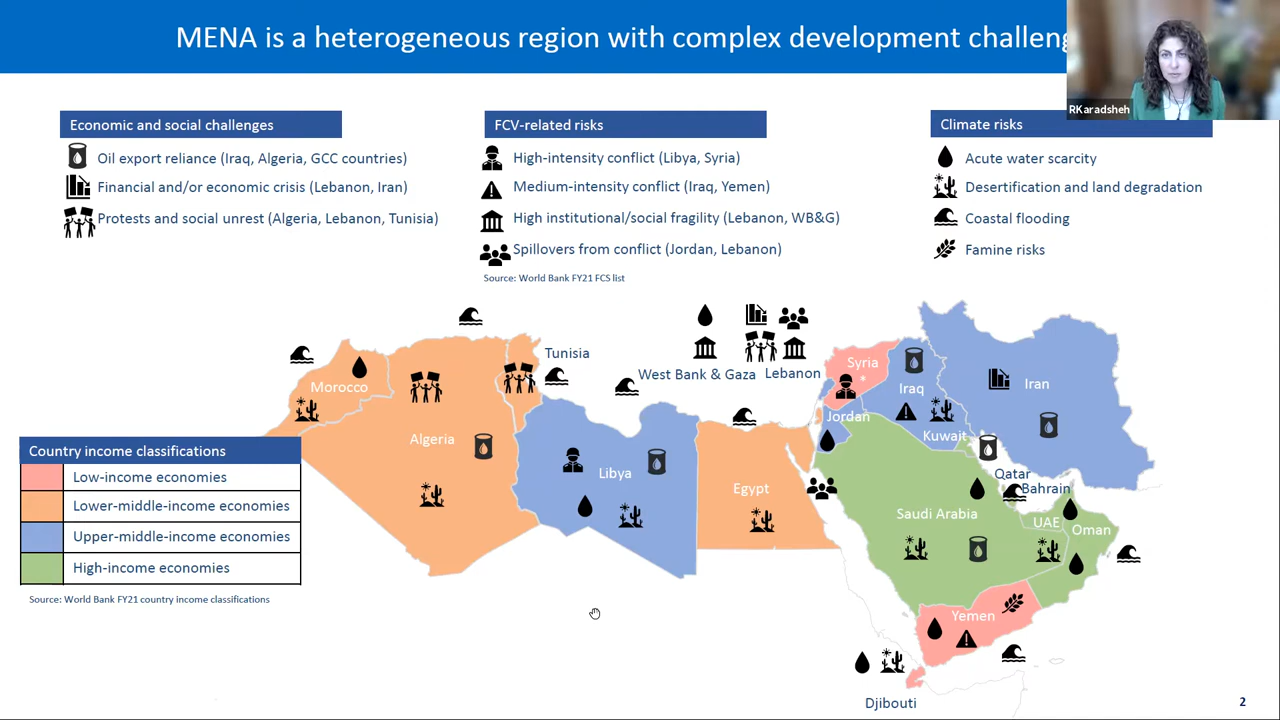 MENA is a heterogeneous region with complex development challeng
RKaradsheh
Economic and social challenges
Oil export reliance (Iraq, Algeria, GCC countries)
Financial and/or economic crisis (Lebanon, Iran)
Protests and social unrest (Algeria, Lebanon, Tunisia)
FCV-related risks
High-intensity conflict (Libya, Syria)
Medium-intensity conflict (Iraq, Yemen)
High institutional/social fragility (Lebanon, WB&G)
Spillovers from conflict (Jordan, Lebanon)
Source: World Bank FY21 FCS list
Climate risks
Acute water scarcity
Desertification and land degradation
Coastal flooding
Famine risks
Tunisia
West Bank & Gaza
Lebanon
Syria
*
Morocco
Iraq
Iran
Jordan
Algeria
Kuwait
Libya
Qatar
Egypt
Bahrain
Saudi Arabia
UAE
Oman
Yemen
Djibouti
Country income classifications
Low-income economies
Lower-middle-income economies
Upper-middle-income economies
High-income economies
Source: World Bank FY21 country income classifications
2